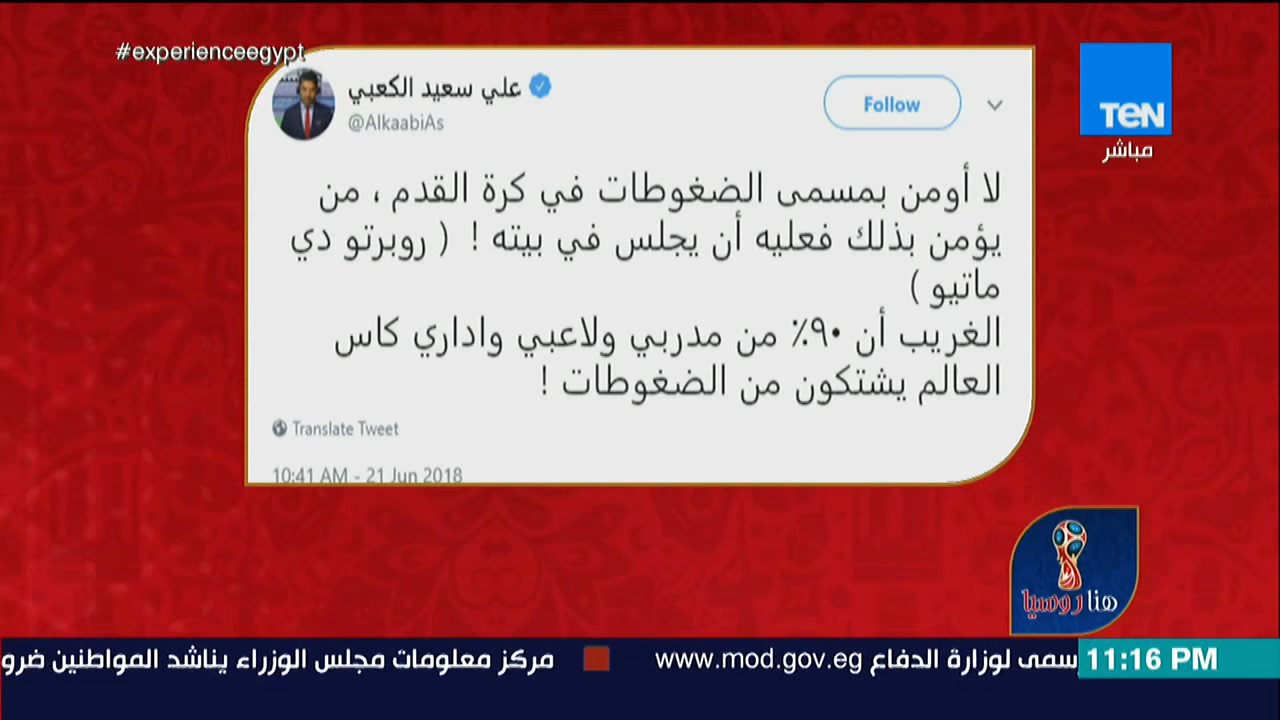 #experienceegypt
TEN
مباشر
علي سعيد الكعبي
@AlkaabiAs
Follow
لا أومن بمسمى الضغوطات في كرة القدم ، من
يؤمن بذلك فعليه أن يجلس في بيته ! ( روبرتو دي
ماتيو )
الغريب أن ٩٠٪ من مدربي ولاعبي واداري كاس
العالم يشتكون من الضغوطات !
Translate Tweet
10:41 AM - 21 Jun 2018
هنا روسيا
11:16 PM
سمى لوزارة الدفاع www.mod.gov.eg
مركز معلومات مجلس الوزراء يناشد المواطنين ضرو